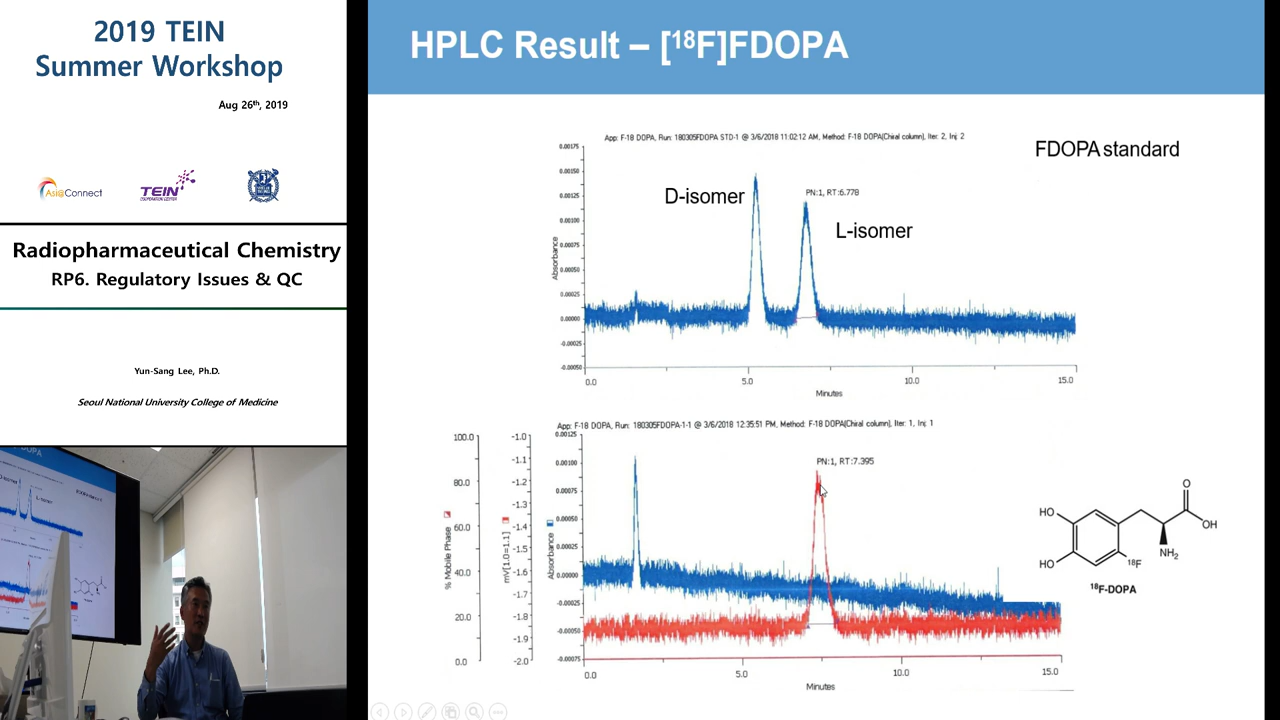 2019 TEIN
Summer Workshop
Aug 26th, 2019
Asi@Connect
TEIN
COOPERATION CENTER
Radiopharmaceutical Chemistry
RP6. Regulatory Issues & QC
Yun-Sang Lee, Ph.D.
Seoul National University College of Medicine
HPLC Result – [18F]FDOPA
App: F-18 DOPA, Run: 180305FDOPA STD-1 @ 3/6/2018 11:02:12 AM, Method: F-18 DOPA(Chiral column), Iter: 2, Inj: 2
FDOPA standard
D-isomer
PN:1, RT:6.778
L-isomer
Absorbance
0.00175
0.00150
0.00125
0.00100
0.00075
0.00050
0.00025
0.00000
-0.00025
-0.00050
0.0
5.0
10.0
15.0
Minutes
App: F-18 DOPA, Run: 180305FDOPA-1-1 @ 3/6/2018 12:35:51 PM, Method: F-18 DOPA(Chiral column), Iter: 1, Inj: 1
PN:1, RT:7.395
% Mobile Phase
100.0
80.0
60.0
40.0
20.0
0.0
mV[1.0=1.1]
-1.0
-1.1
-1.2
-1.3
-1.4
-1.5
-1.6
-1.7
-1.8
-1.9
-2.0
Absorbance
0.00125
0.00100
0.00075
0.00050
0.00025
0.00000
-0.00025
-0.00050
-0.00075
0.0
5.0
10.0
15.0
Minutes
HO
HO
O
OH
NH2
18F
18F-DOPA
L-isomer